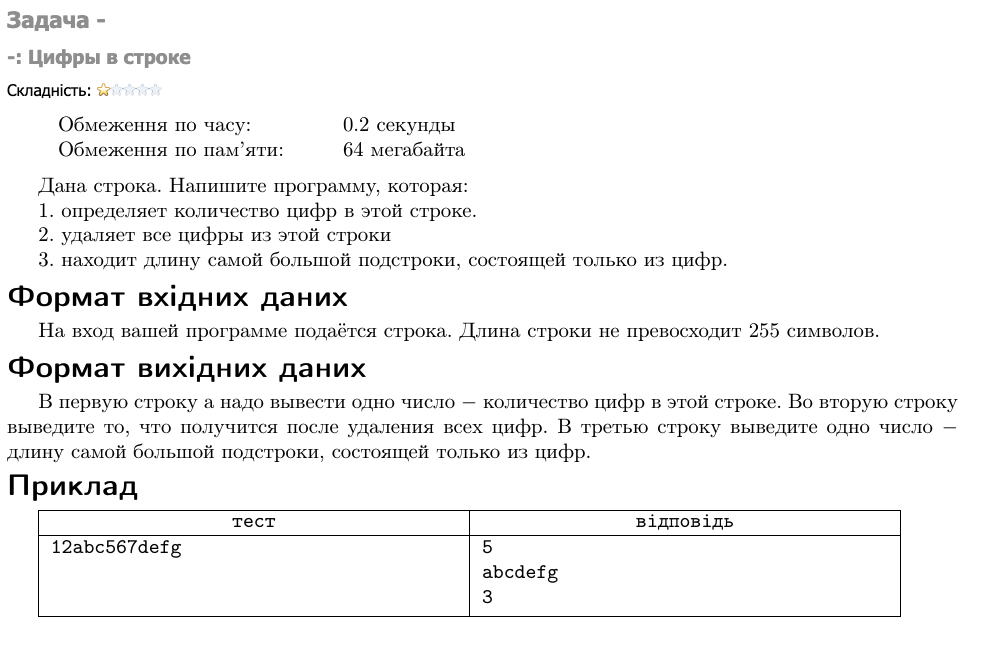 Задача -
-: Цифры в строке
Складність:
Обмеження по часу: 0.2 секунды
Обмеження по пам'яти: 64 мегабайта
Дана строка. Напишите программу, которая:
1. определяет количество цифр в этой строке.
2. удаляет все цифры из этой строки
3. находит длину самой большой подстроки, состоящей только из цифр.
Формат вхідних даних
На вход вашей программе подаётся строка. Длина строки не превосходит 255 символов.
Формат вихідних даних
В первую строку а надо вывести одно число − количество цифр в этой строке. Во вторую строку
выведите то, что получится после удаления всех цифр. В третью строку выведите одно число −
длину самой большой подстроки, состоящей только из цифр.
Приклад
тест відповідь
12abc567defg 5
abcdefg
3